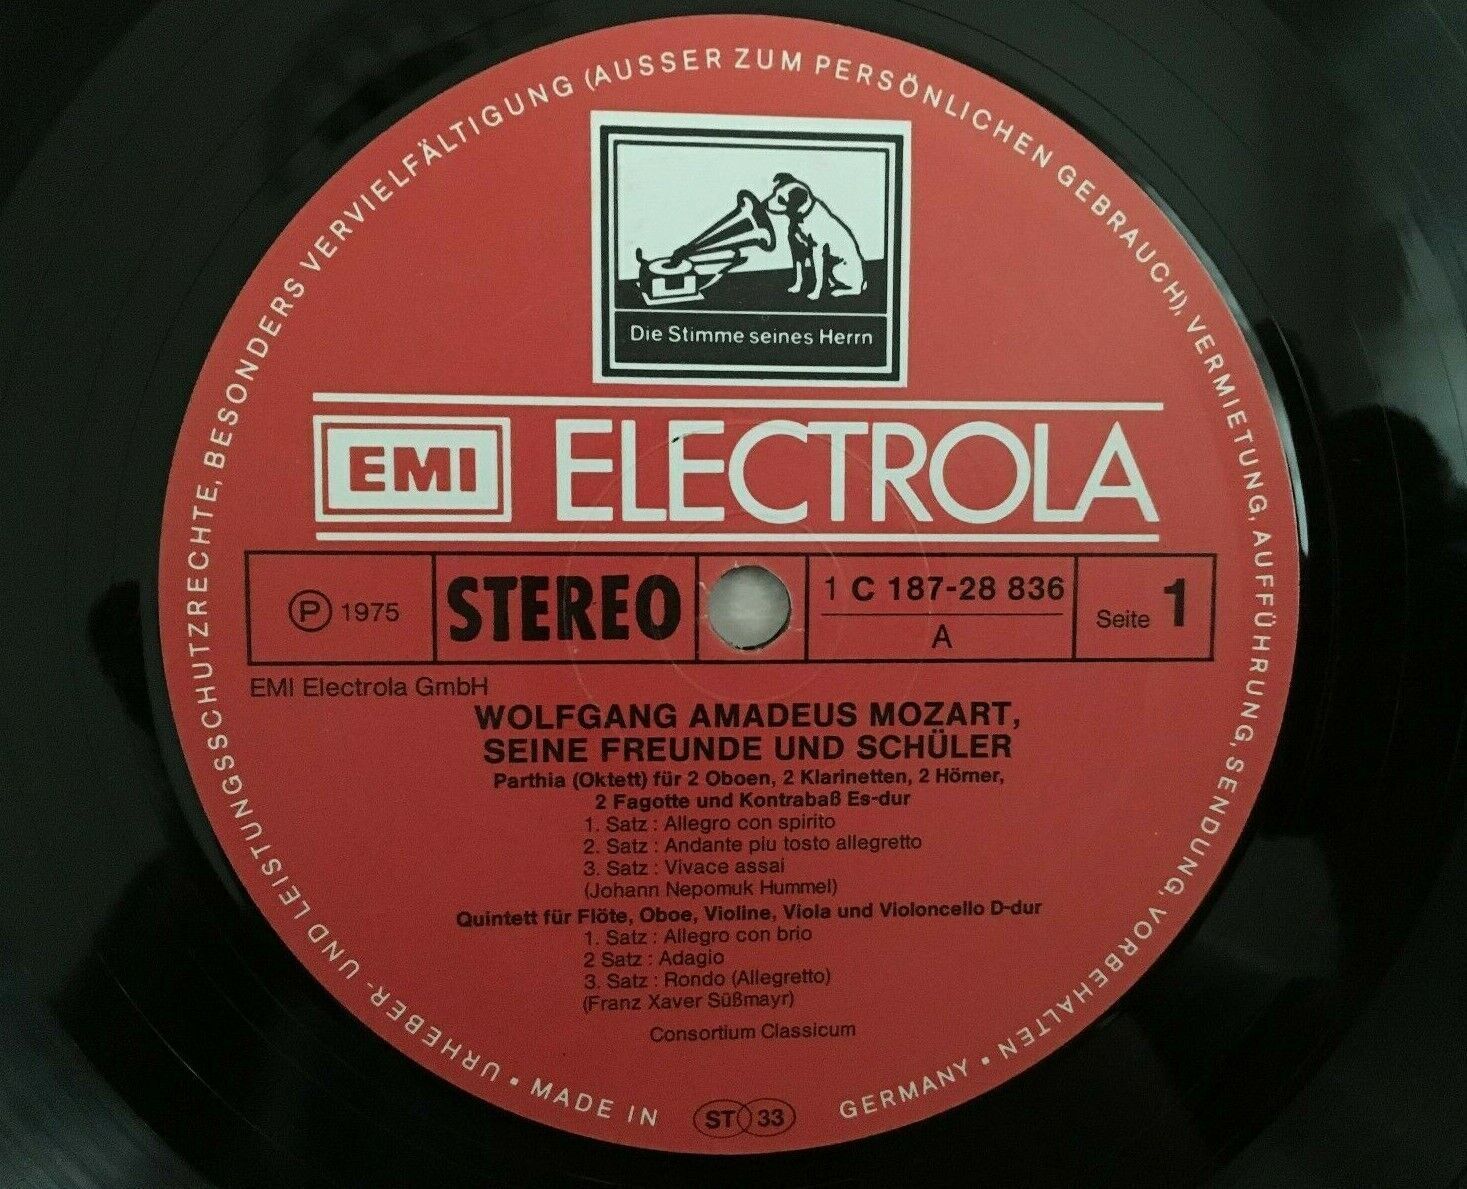 URHEBER- UND LEISTUNGSSCHUTZRECHTE, BESONDERS VERVIELFÄLTIGUNG (AUSSER ZUM PERSÖNLICHEN GEBRAUCH), VERMIETUNG, AUFFÜHRUNG, SENDUNG, VORBEHALTEN •
Die Stimme seines Herrn
EMI ELECTROLA
Ⓟ 1975 STEREO 1 C 187-28 836 Seite 1
A
EMI Electrola GmbH
WOLFGANG AMADEUS MOZART,
SEINE FREUNDE UND SCHÜLER
Parthia (Oktett) für 2 Oboen, 2 Klarinetten, 2 Hörner,
2 Fagotte und Kontrabaß Es-dur
1. Satz : Allegro con spirito
2. Satz : Andante piu tosto allegretto
3. Satz : Vivace assai
(Johann Nepomuk Hummel)
Quintett für Flöte, Oboe, Violine, Viola und Violoncello D-dur
1. Satz : Allegro con brio
2 Satz : Adagio
3. Satz : Rondo (Allegretto)
(Franz Xaver Süßmayr)
Consortium Classicum
• MADE IN GERMANY
ST 33